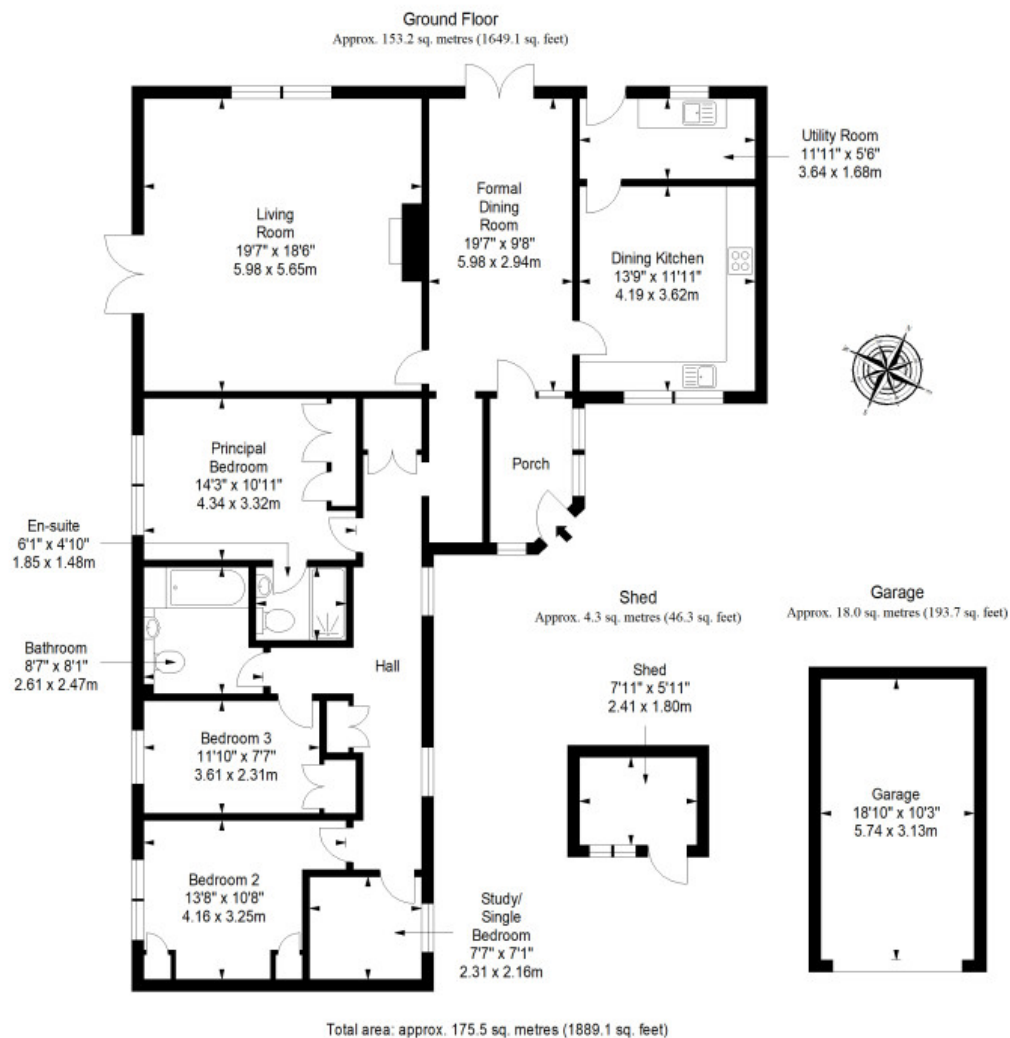 Ground Floor
Approx. 153.2 sq. metres (1649.1 sq. feet)
Utility Room
11'11" x 5'6"
3.64 x 1.68m
Living
Room
19'7" x 18'6"
5.98 x 5.65m
Formal
Dining
Room
19'7" x 9'8"
5.98 x 2.94m
Dining Kitchen
13'9" x 11'11"
4.19 x 3.62m
Principal
Bedroom
14'3" x 10'11"
4.34 x 3.32m
Porch
En-suite
6'1" x 4'10"
1.85 x 1.48m
Bathroom
8'7" x 8'1"
2.61 x 2.47m
Hall
Bedroom 3
11'10" x 7'7"
3.61 x 2.31m
Bedroom 2
13'8" x 10'8"
4.16 x 3.25m
Study/
Single
Bedroom
7'7" x 7'1"
2.31 x 2.16m
Shed
Approx. 4.3 sq. metres (46.3 sq. feet)
Shed
7'11" x 5'11"
2.41 x 1.80m
Garage
Approx. 18.0 sq. metres (193.7 sq. feet)
Garage
18'10" x 10'3"
5.74 x 3.13m
Total area: approx. 175.5 sq. metres (1889.1 sq. feet)